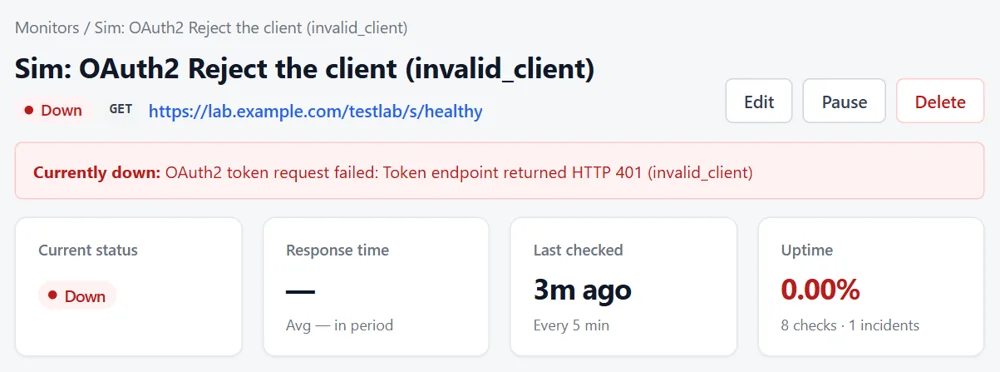 Monitors / Sim: OAuth2 Reject the client (invalid_client)
Sim: OAuth2 Reject the client (invalid_client)
Down GET https://lab.example.com/testlab/s/healthy
Edit Pause Delete
Currently down: OAuth2 token request failed: Token endpoint returned HTTP 401 (invalid_client)
Current status
Down
Response time
—
Avg — in period
Last checked
3m ago
Every 5 min
Uptime
0.00%
8 checks · 1 incidents